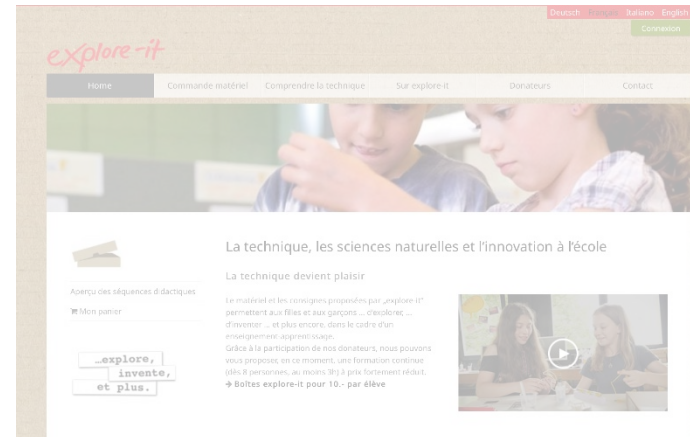 Deutsch Français Italiano English
Connexion
explore-it
Home Commande matériel Comprendre la technique Sur explore-it Donateurs Contact
La technique, les sciences naturelles et l'innovation à l'école
La technique devient plaisir
Aperçu des séquences didactiques
Mon panier
...explore,
invente,
et plus.
Le matériel et les consignes proposées par „explore-it"
permettent aux filles et aux garçons ... d'explorer, ...
d'inventer ... et plus encore, dans le cadre d'un
enseignement apprentissage.
Grâce à la participation de nos donateurs, nous pouvons
vous proposer, en ce moment, une formation continue
(dès 8 personnes, au moins 3h) à prix fortement réduit.
→ Boîtes explore-it pour 10.- par élève